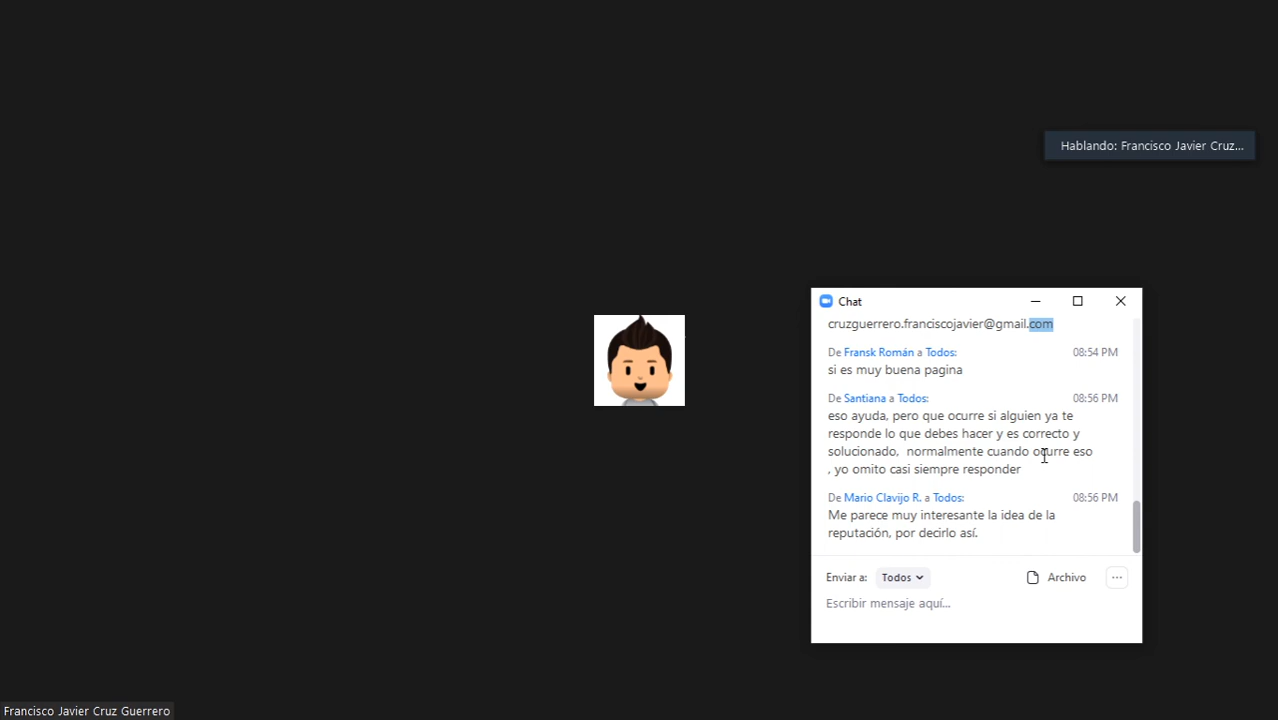 Hablando: Francisco Javier Cruz...
Chat
cruzguerrero.franciscojavier@gmail.com
De Fransk Román a Todos: 08:54 PM
si es muy buena pagina
De Santiana a Todos: 08:56 PM
eso ayuda, pero que ocurre si alguien ya te
responde lo que debes hacer y es correcto y
solucionado, normalmente cuando ocurre eso
, yo omito casi siempre responder
De Mario Clavijo R. a Todos: 08:56 PM
Me parece muy interesante la idea de la
reputación, por decirlo así.
Enviar a: Todos Archivo ...
Escribir mensaje aquí...
Francisco Javier Cruz Guerrero